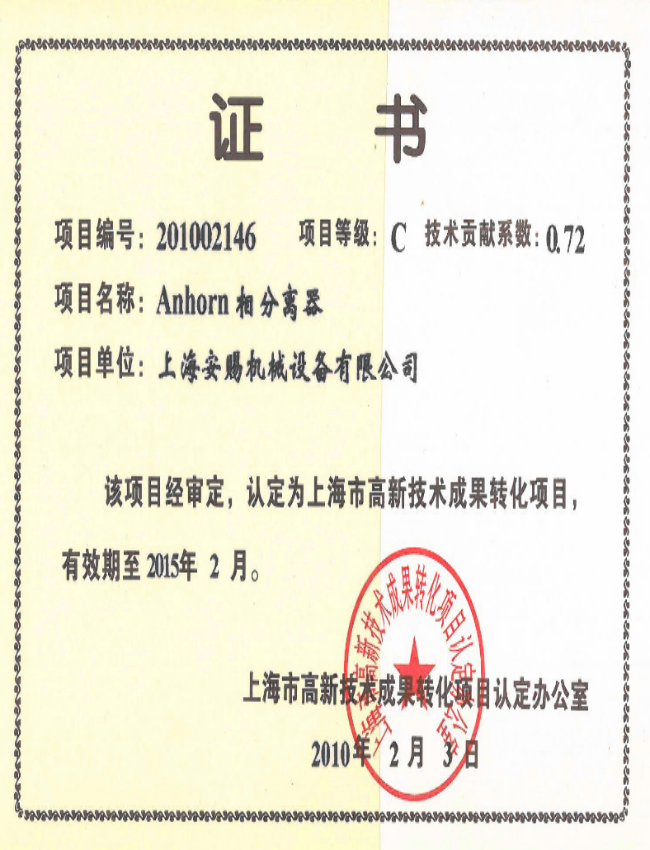 证 书
项目编号：201002146 项目等级：C 技术贡献系数：0.72
项目名称：Anhorn 相分离器
项目单位：上海安赐机械设备有限公司
该项目经审定，认定为上海市高新技术成果转化项目，
有效期至 2015年 2 月。
上海市高新技术成果转化项目认定办公室
上海市高新技术成果转化项目认定办公室
2010年 2 月 3 日